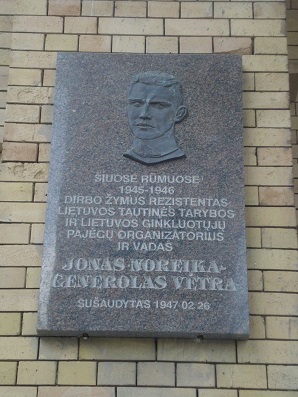 ŠIUOSE RŪMUOSE
1945-1946
DIRBO ŽYMUS REZISTENTAS
LIETUVOS TAUTINĖS TARYBOS
IR LIETUVOS GINKLUOTŲJŲ
PAJĖGŲ ORGANIZATORIUS
IR VADAS
JONAS NOREIKA-
GENEROLAS VĖTRA
SUŠAUDYTAS 1947 02 26